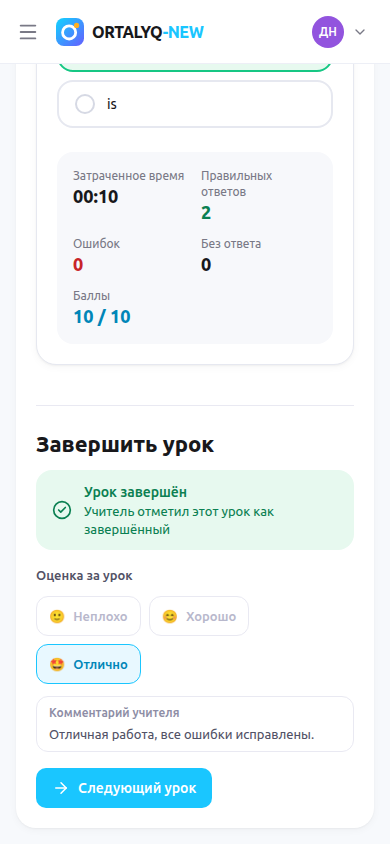 ORTALYQ-NEW
ДН
is
Затраченное время
00:10
Правильных
ответов
2
Ошибок
0
Без ответа
0
Баллы
10 / 10
Завершить урок
Урок завершён
Учитель отметил этот урок как
завершённый
Оценка за урок
Неплохо
Хорошо
Отлично
Комментарий учителя
Отличная работа, все ошибки исправлены.
Следующий урок